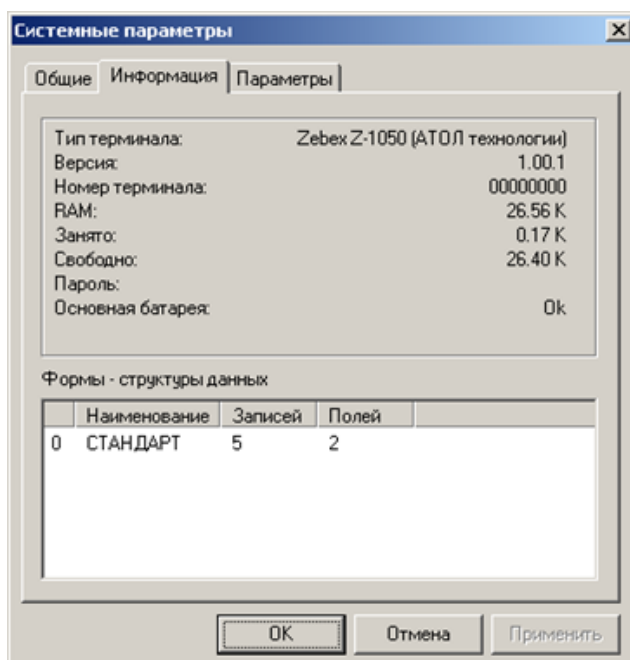 Системные параметры
Общие Информация Параметры
Тип терминала: Zebex Z-1050 (АТОЛ технологии)
Версия: 1.00.1
Номер терминала: 00000000
RAM: 26.56 K
Занято: 0.17 K
Свободно: 26.40 K
Пароль:
Основная батарея: Ok
Формы - структуры данных
Наименование Записей Полей
0 СТАНДАРТ 5 2
OK Отмена Применить